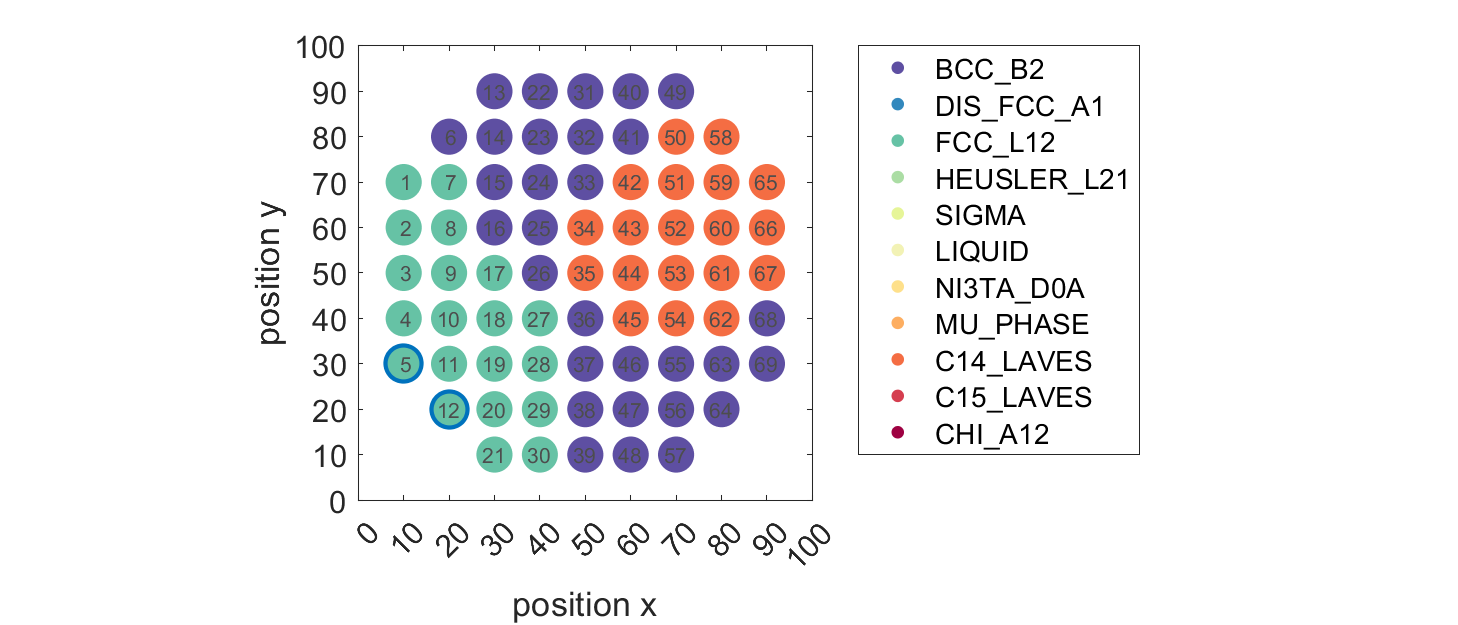 100
90
80
70
60
50
40
30
20
10
0
position y
13 22 31 40 49
6 14 23 32 41 50 58
1 7 15 24 33 42 51 59 65
2 8 16 25 34 43 52 60 66
3 9 17 26 35 44 53 61 67
4 10 18 27 36 45 54 62 68
5 11 19 28 37 46 55 63 69
12 20 29 38 47 56 64
21 30 39 48 57
0 10 20 30 40 50 60 70 80 90 100
position x
BCC_B2
DIS_FCC_A1
FCC_L12
HEUSLER_L21
SIGMA
LIQUID
NI3TA_D0A
MU_PHASE
C14_LAVES
C15_LAVES
CHI_A12